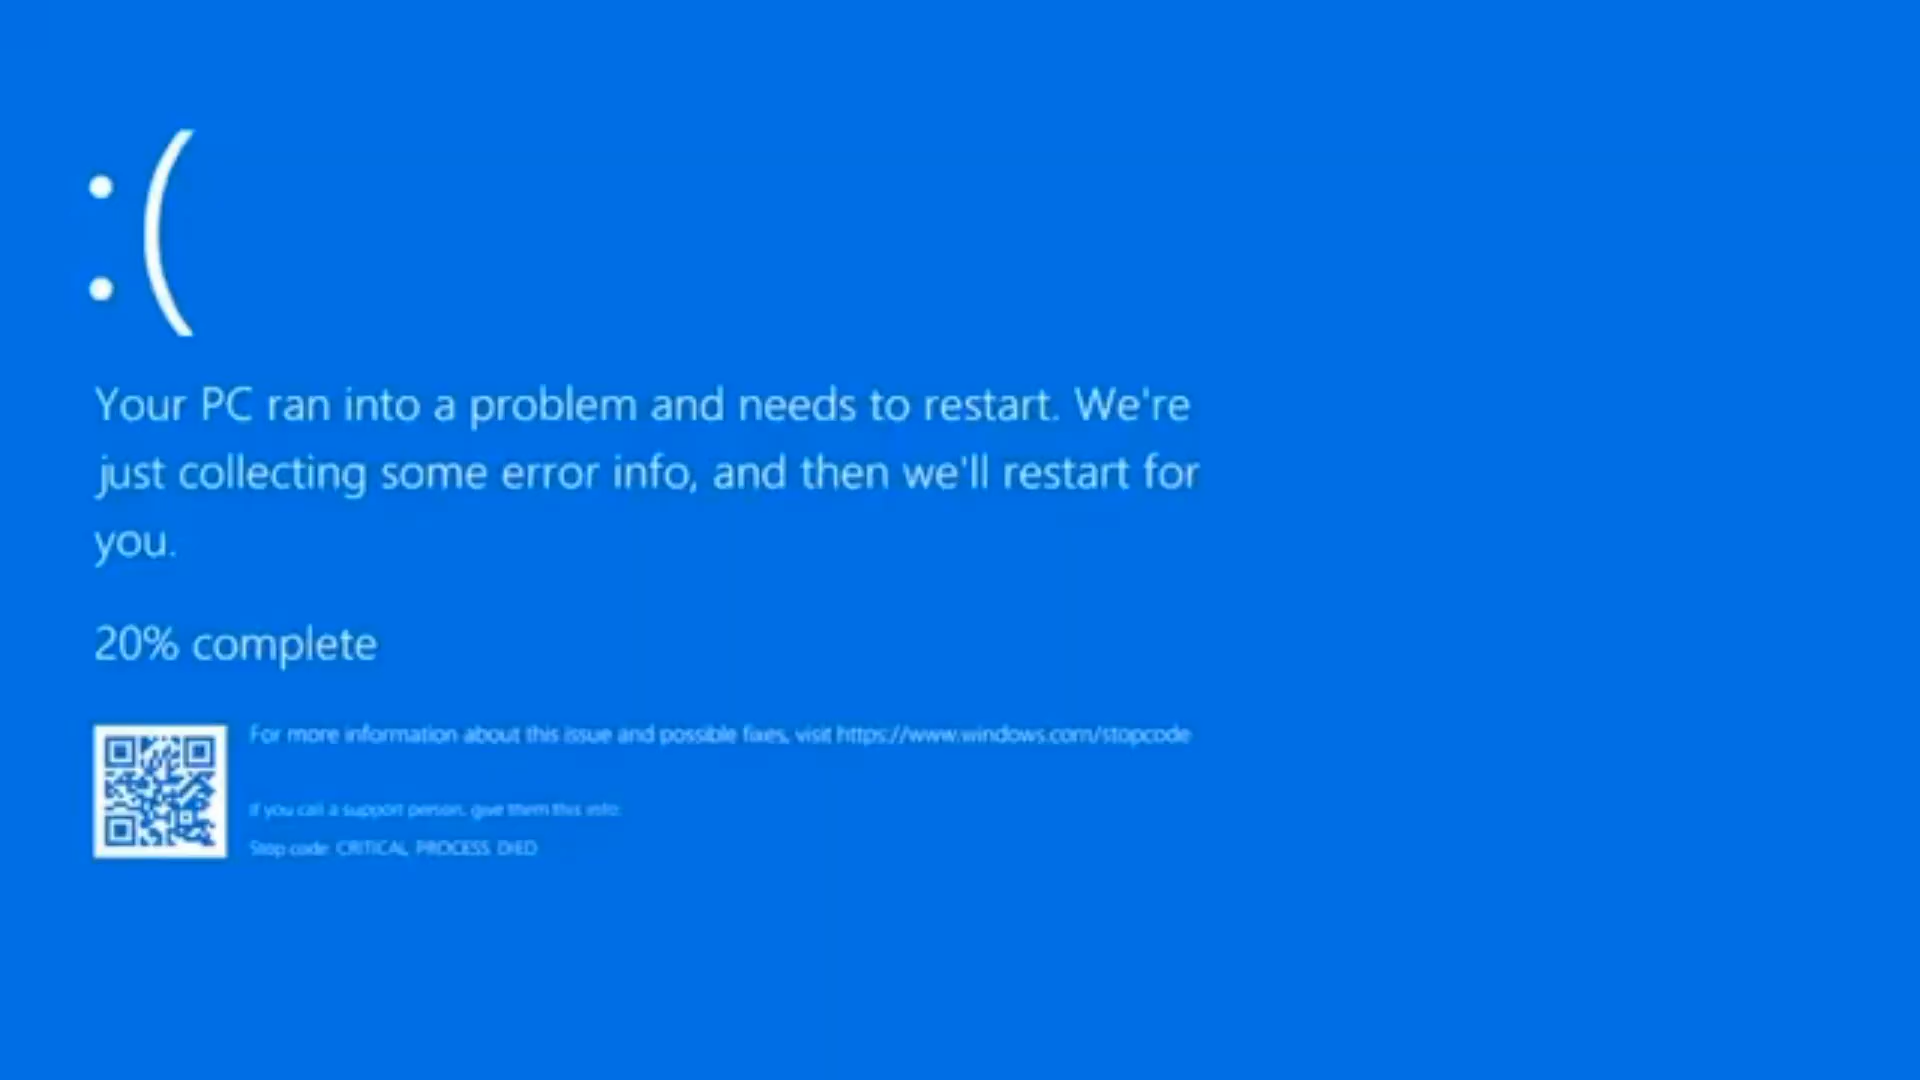 :(
Your PC ran into a problem and needs to restart. We're
just collecting some error info, and then we'll restart for
you.
20% complete
For more information about this issue and possible fixes, visit https://www.windows.com/stopcode
If you call a support person, give them this info:
Stop code: CRITICAL_PROCESS_DIED